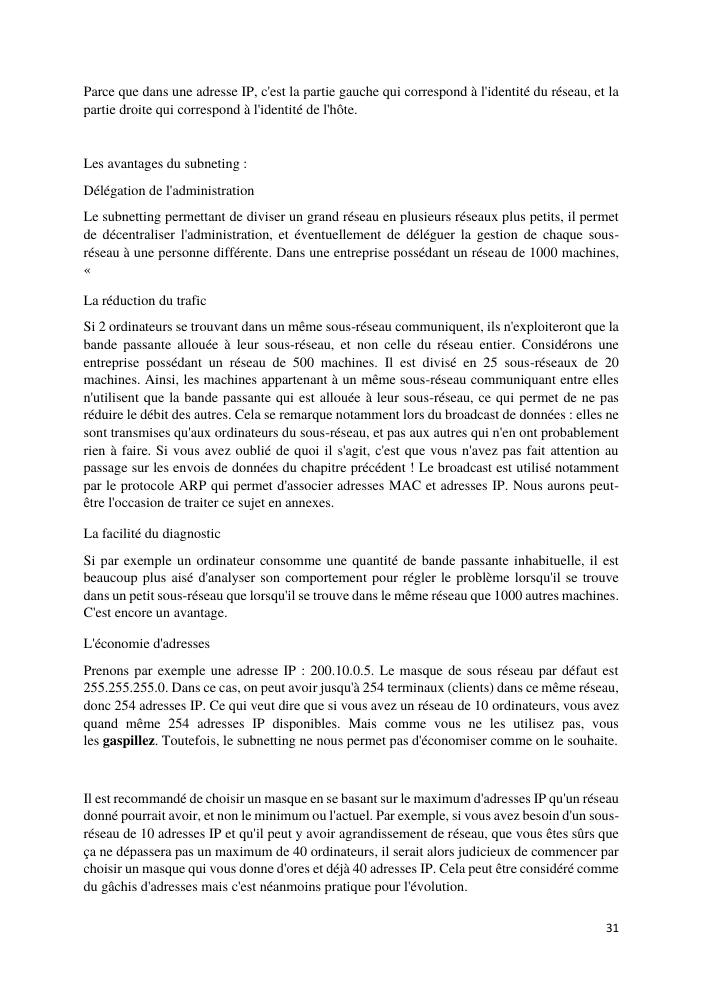 Parce que dans une adresse IP, c'est la partie gauche qui correspond à l'identité du réseau, et la
partie droite qui correspond à l'identité de l'hôte.
Les avantages du subneting :
Délégation de l'administration
Le subnetting permettant de diviser un grand réseau en plusieurs réseaux plus petits, il permet
de décentraliser l'administration, et éventuellement de déléguer la gestion de chaque sous-
réseau à une personne différente. Dans une entreprise possédant un réseau de 1000 machines,
«
La réduction du trafic
Si 2 ordinateurs se trouvant dans un même sous-réseau communiquent, ils n'exploiteront que la
bande passante allouée à leur sous-réseau, et non celle du réseau entier. Considérons une
entreprise possédant un réseau de 500 machines. Il est divisé en 25 sous-réseaux de 20
machines. Ainsi, les machines appartenant à un même sous-réseau communiquant entre elles
n'utilisent que la bande passante qui est allouée à leur sous-réseau, ce qui permet de ne pas
réduire le débit des autres. Cela se remarque notamment lors du broadcast de données : elles ne
sont transmises qu'aux ordinateurs du sous-réseau, et pas aux autres qui n'en ont probablement
rien à faire. Si vous avez oublié de quoi il s'agit, c'est que vous n'avez pas fait attention au
passage sur les envois de données du chapitre précédent ! Le broadcast est utilisé notamment
par le protocole ARP qui permet d'associer adresses MAC et adresses IP. Nous aurons peut-
être l'occasion de traiter ce sujet en annexes.
La facilité du diagnostic
Si par exemple un ordinateur consomme une quantité de bande passante inhabituelle, il est
beaucoup plus aisé d'analyser son comportement pour régler le problème lorsqu'il se trouve
dans un petit sous-réseau que lorsqu'il se trouve dans le même réseau que 1000 autres machines.
C'est encore un avantage.
L'économie d'adresses
Prenons par exemple une adresse IP : 200.10.0.5. Le masque de sous réseau par défaut est
255.255.255.0. Dans ce cas, on peut avoir jusqu'à 254 terminaux (clients) dans ce même réseau,
donc 254 adresses IP. Ce qui veut dire que si vous avez un réseau de 10 ordinateurs, vous avez
quand même 254 adresses IP disponibles. Mais comme vous ne les utilisez pas, vous
les gaspillez. Toutefois, le subnetting ne nous permet pas d'économiser comme on le souhaite.
Il est recommandé de choisir un masque en se basant sur le maximum d'adresses IP qu'un réseau
donné pourrait avoir, et non le minimum ou l'actuel. Par exemple, si vous avez besoin d'un sous-
réseau de 10 adresses IP et qu'il peut y avoir agrandissement de réseau, que vous êtes sûrs que
ça ne dépassera pas un maximum de 40 ordinateurs, il serait alors judicieux de commencer par
choisir un masque qui vous donne d'ores et déjà 40 adresses IP. Cela peut être considéré comme
du gâchis d'adresses mais c'est néanmoins pratique pour l'évolution.
31